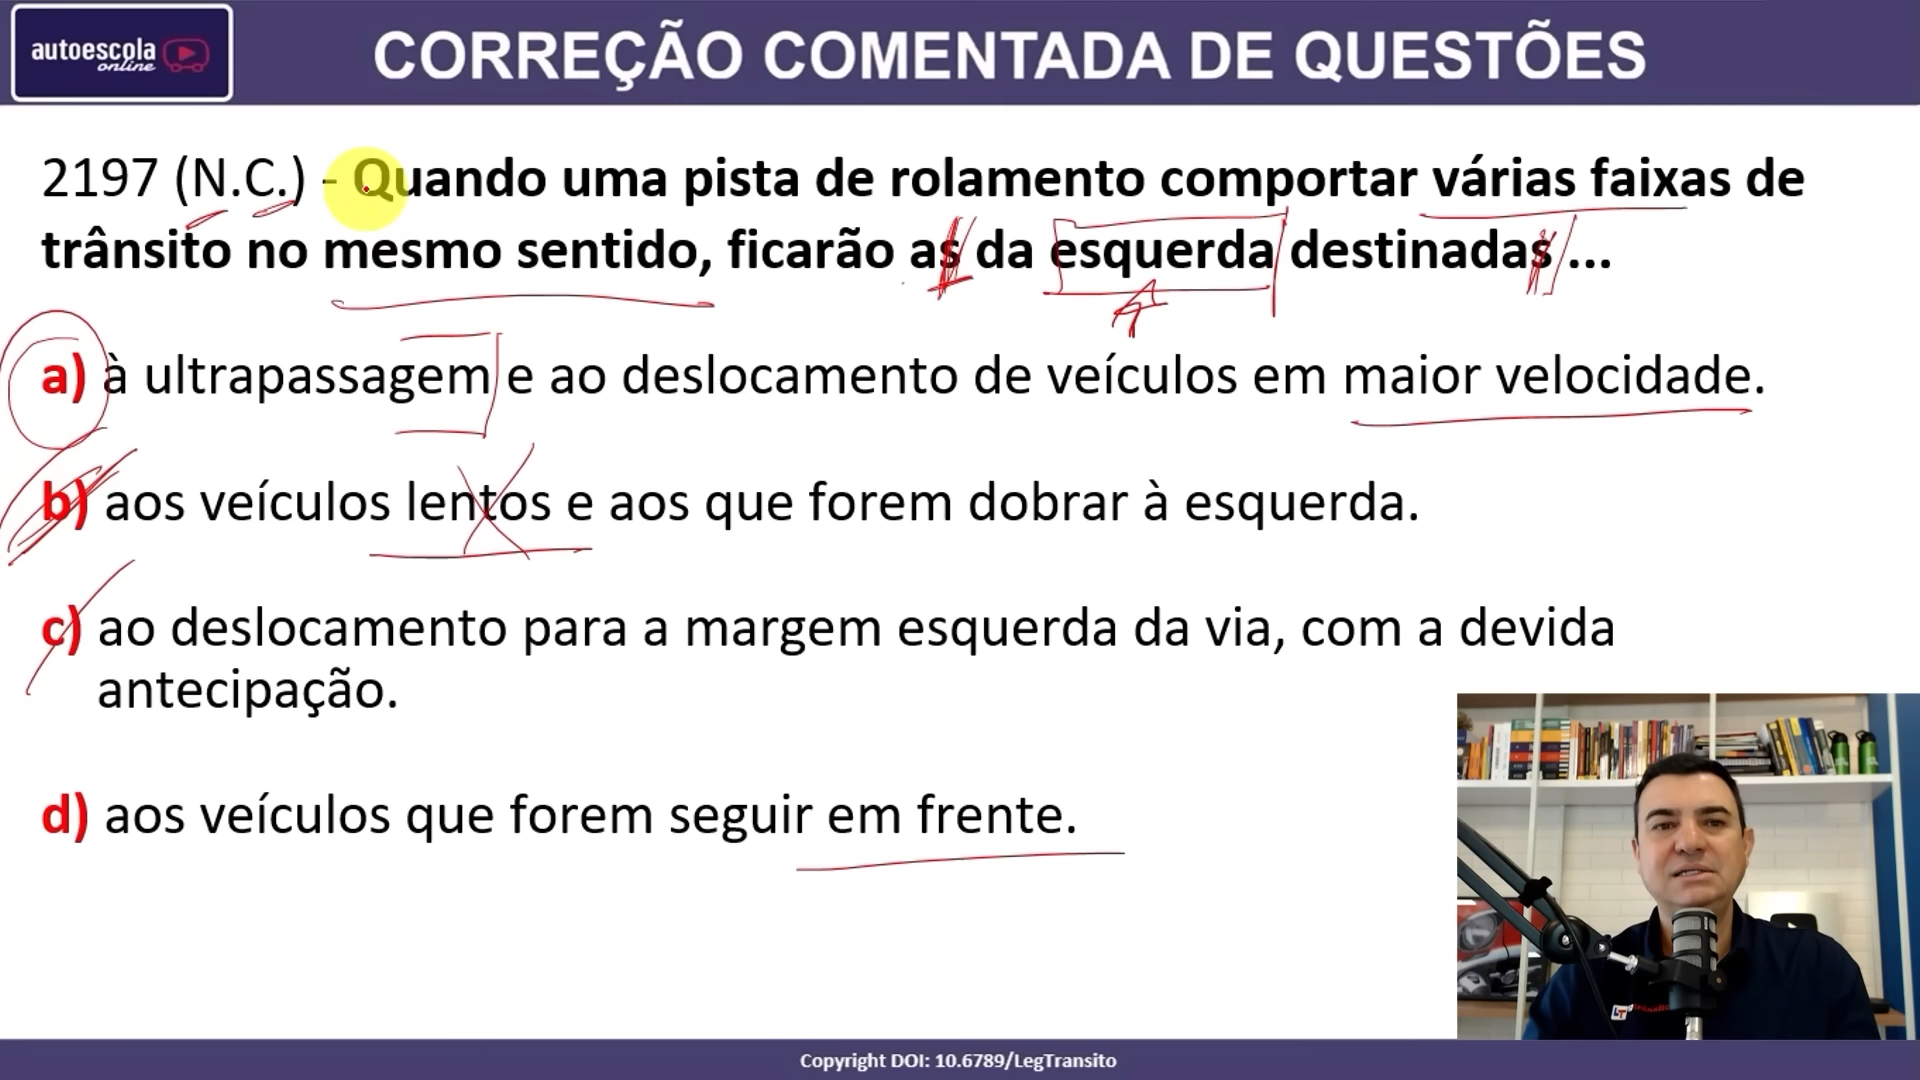 autoescola
online
CORREÇÃO COMENTADA DE QUESTÕES
2197 (N.C.) - Quando uma pista de rolamento comportar várias faixas de
trânsito no mesmo sentido, ficarão as da esquerda destinadas ...
a) à ultrapassagem e ao deslocamento de veículos em maior velocidade.
b) aos veículos lentos e aos que forem dobrar à esquerda.
c) ao deslocamento para a margem esquerda da via, com a devida
antecipação.
d) aos veículos que forem seguir em frente.
Copyright DOI: 10.6789/LegTransito